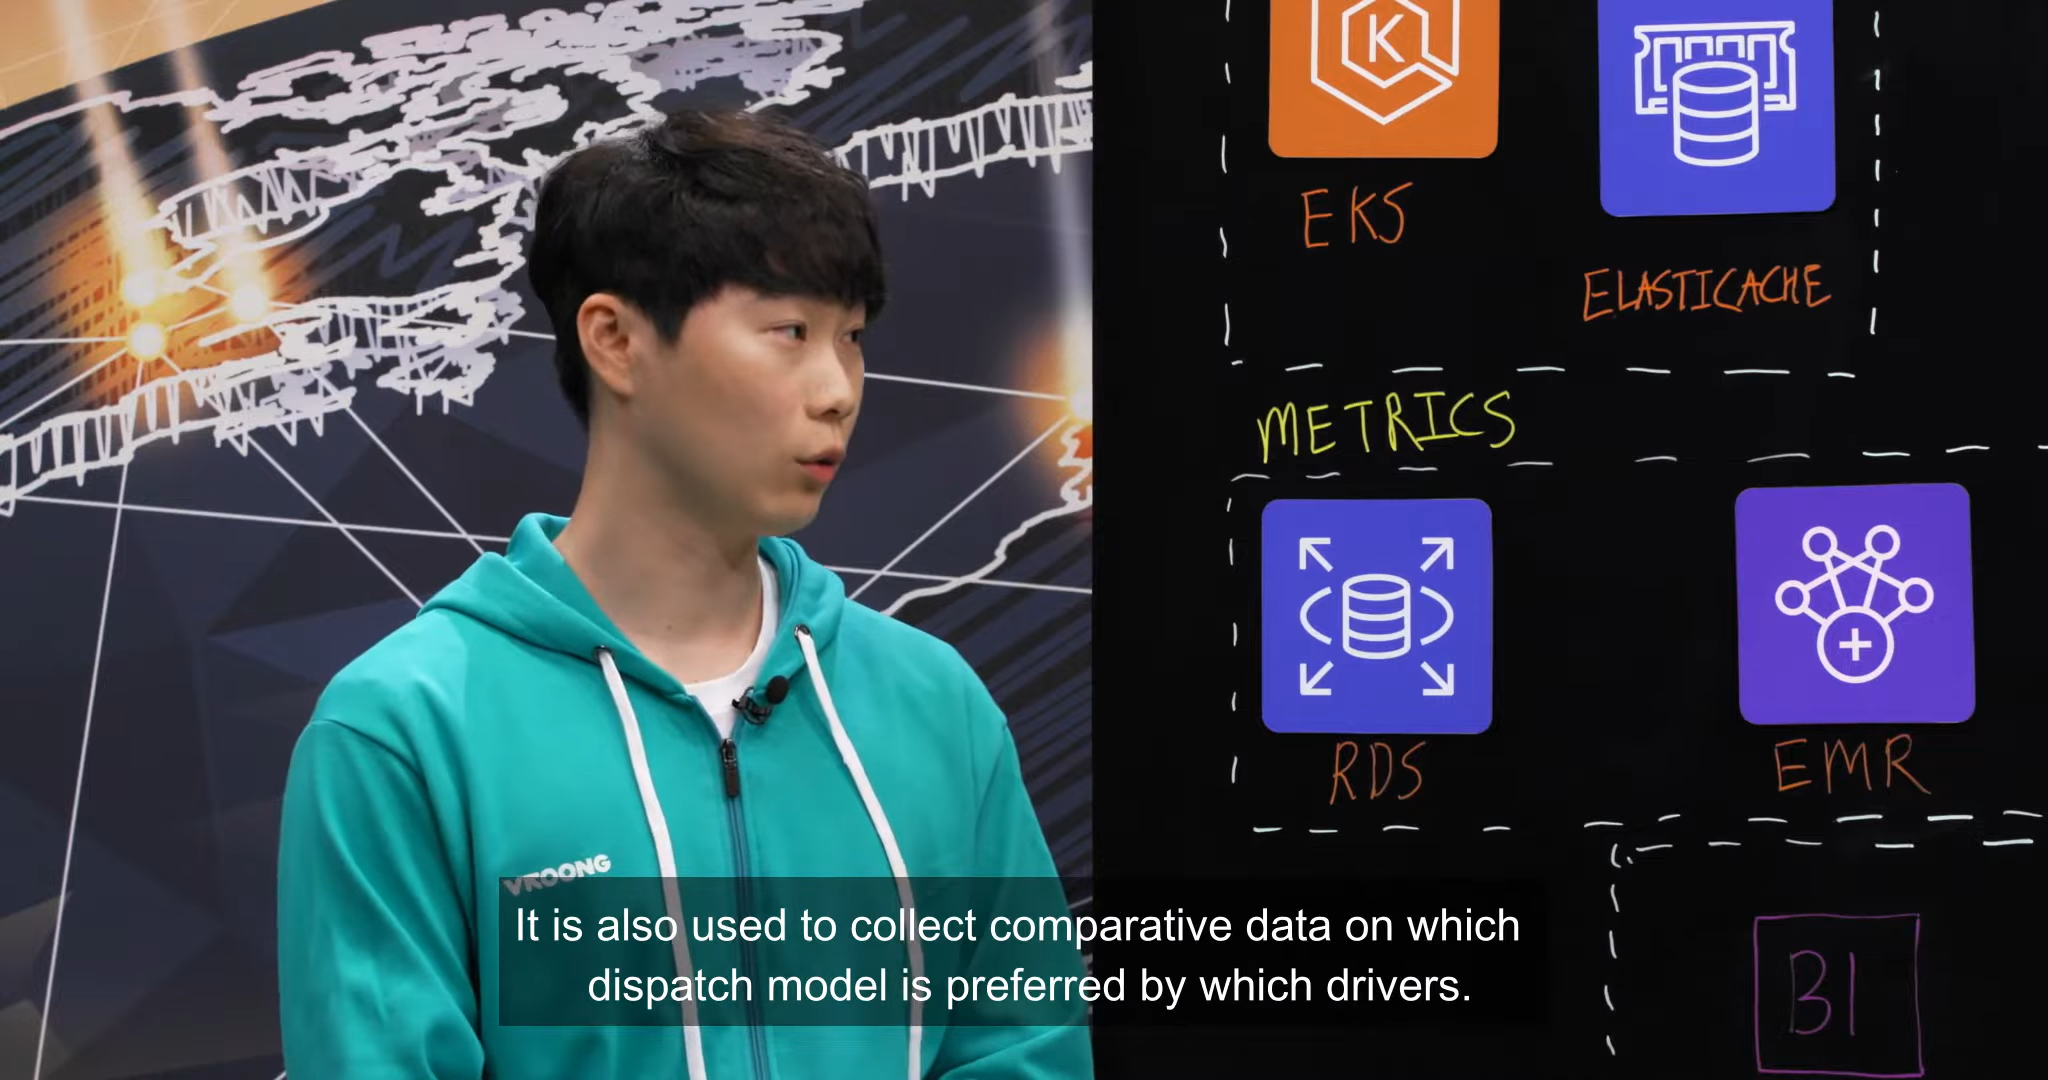 K
EKS
ELASTICACHE
METRICS
RDS
EMR
VROONG
It is also used to collect comparative data on which
dispatch model is preferred by which drivers.
BI